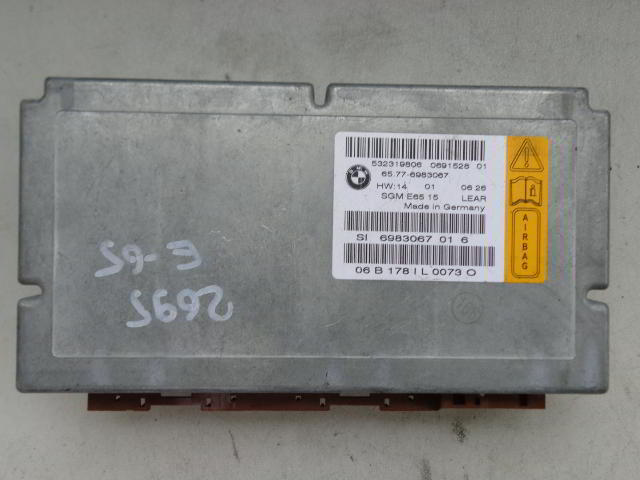 532319806 0691528 01
65.77-6983067
HW:14 01 06 26
SGM E65 15 LEAR
Made in Germany
SI 6983067 01 6
06 B 178 I L 0073 O
AIRBAG
BMW
E-65